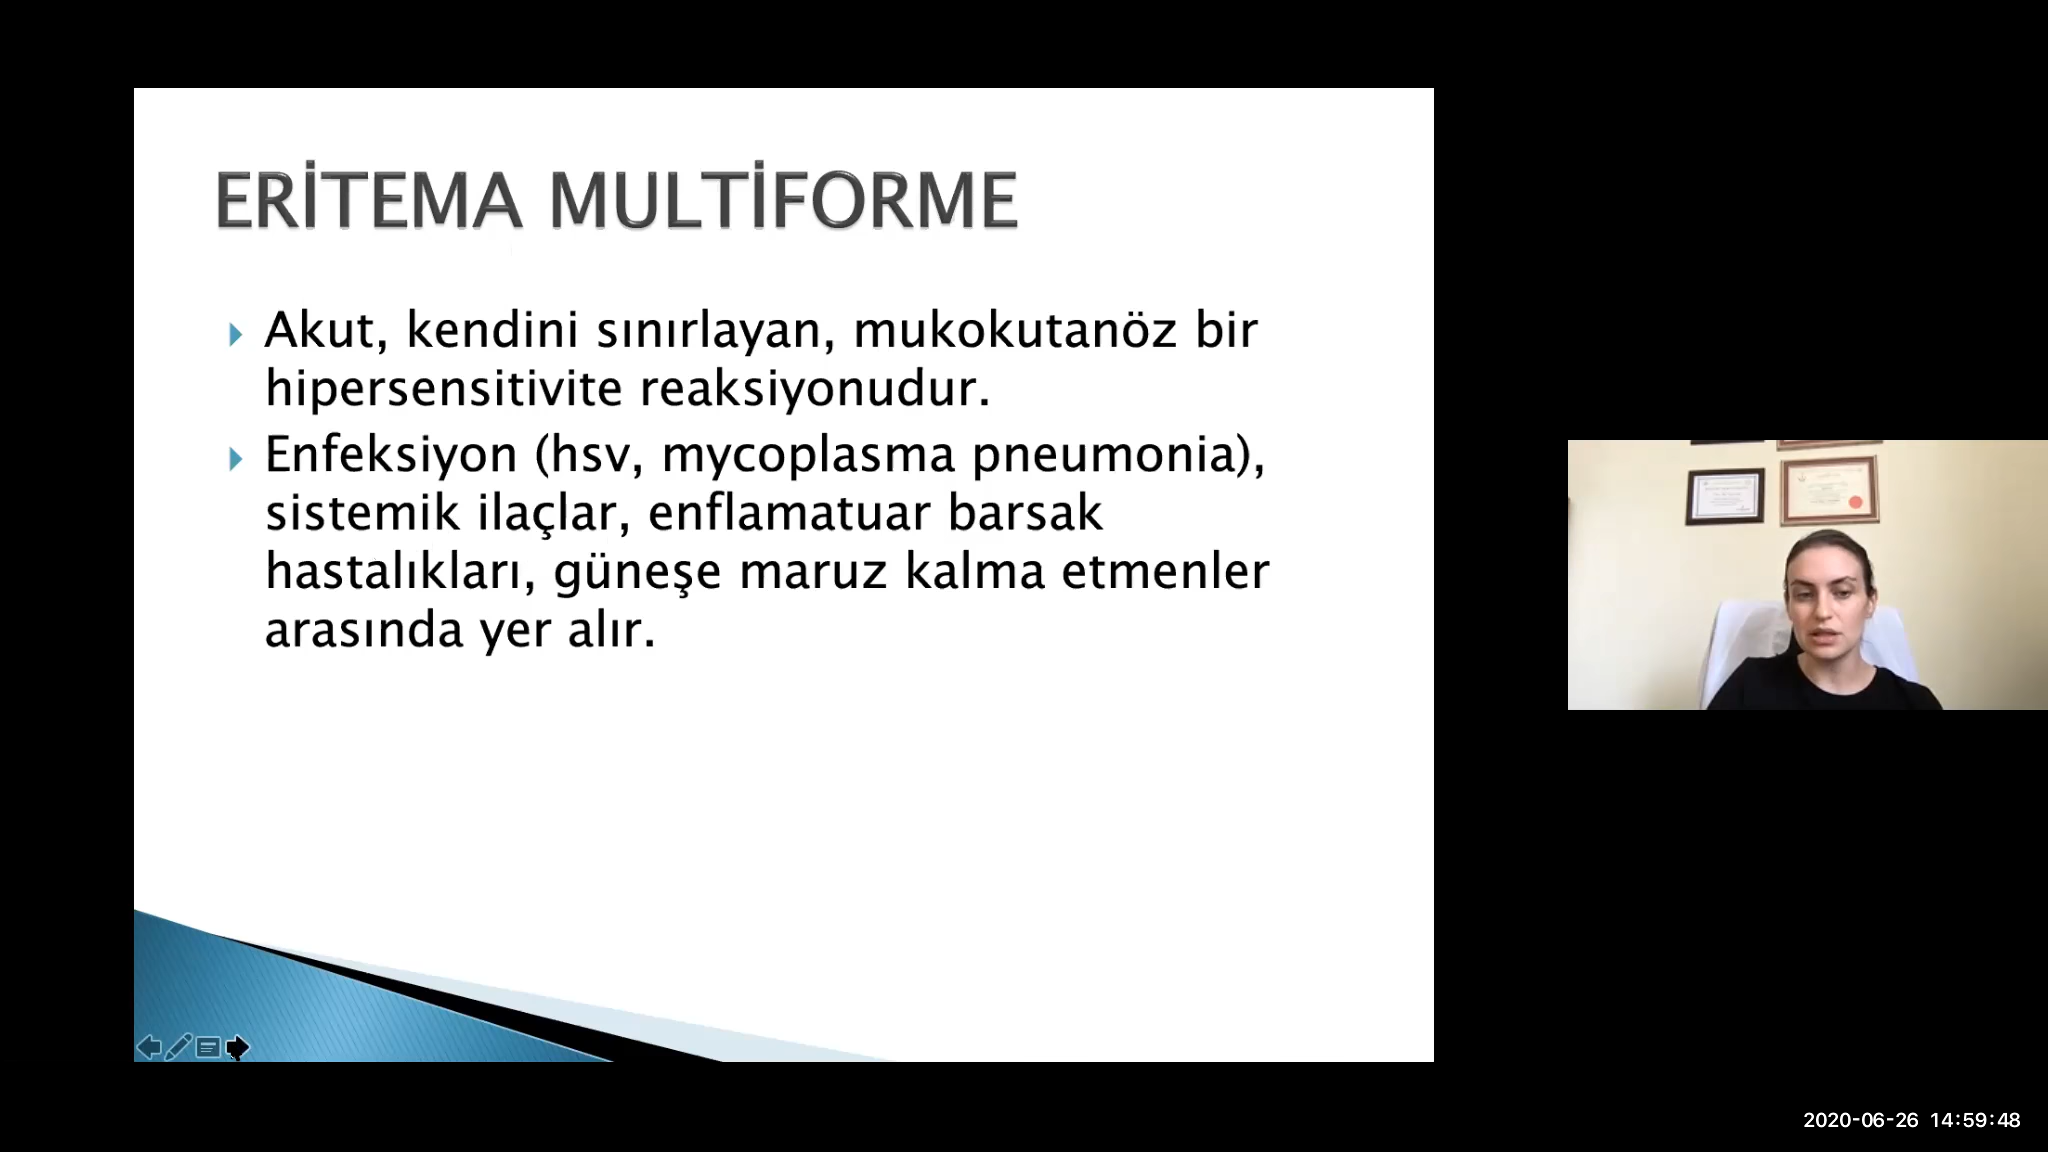 ERİTEMA MULTİFORME
Akut, kendini sınırlayan, mukokutanöz bir
hipersensitivite reaksiyonudur.
Enfeksiyon (hsv, mycoplasma pneumonia),
sistemik ilaçlar, enflamatuar barsak
hastalıkları, güneşe maruz kalma etmenler
arasında yer alır.
2020-06-26 14:59:48